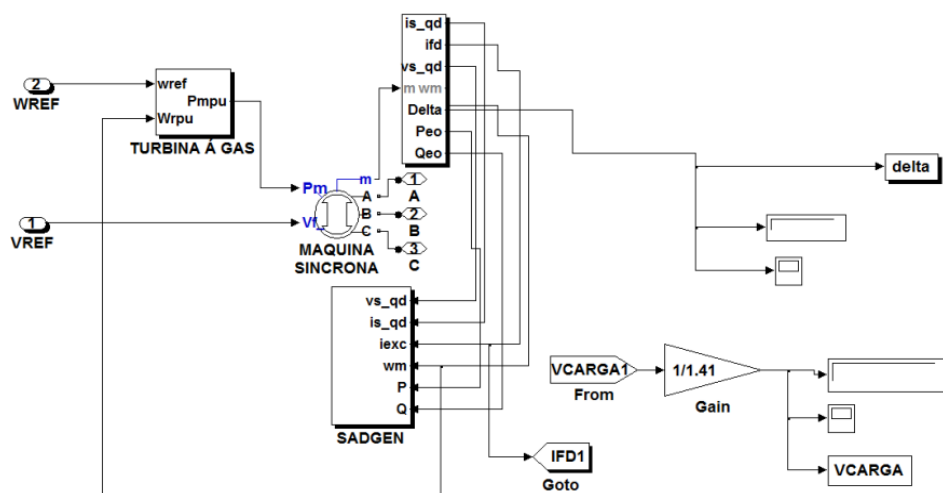 is_qd
ifd
vs_qd
m wm
Delta
Peo
Qeo
2
WREF
wref
Pmpu
Wrpu
TURBINA Á GAS
delta
Pm
m
A
1
A
B
2
B
Vf
C
3
C
1
VREF
MAQUINA
SINCRONA
vs_qd
is_qd
iexc
wm
P
Q
SADGEN
VCARGA1
From
1/1.41
Gain
IFD1
Goto
VCARGA